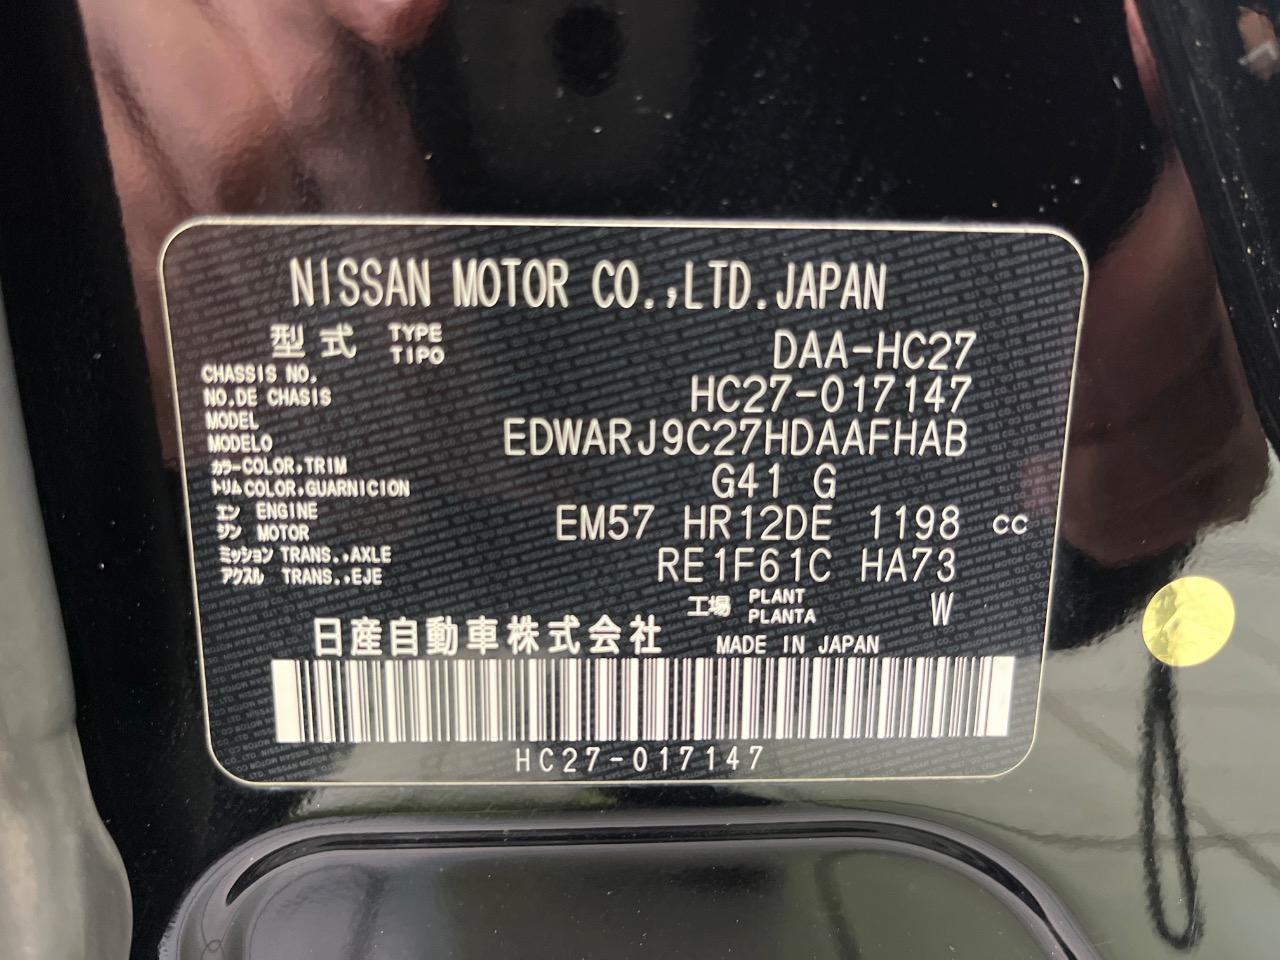 NISSAN MOTOR CO.,LTD.JAPAN
型式 TYPE TIPO DAA-HC27
CHASSIS NO.
NO.DE CHASIS HC27-017147
MODEL
MODELO EDWARJ9C27HDAAFHAB
カラー COLOR,TRIM
トリム COLOR,GUARNICION G41 G
エン ENGINE
ジン MOTOR EM57 HR12DE 1198 cc
ミッション TRANS.,AXLE
アクスル TRANS.,EJE RE1F61C HA73
工場 PLANT PLANTA W
日産自動車株式会社 MADE IN JAPAN
HC27-017147